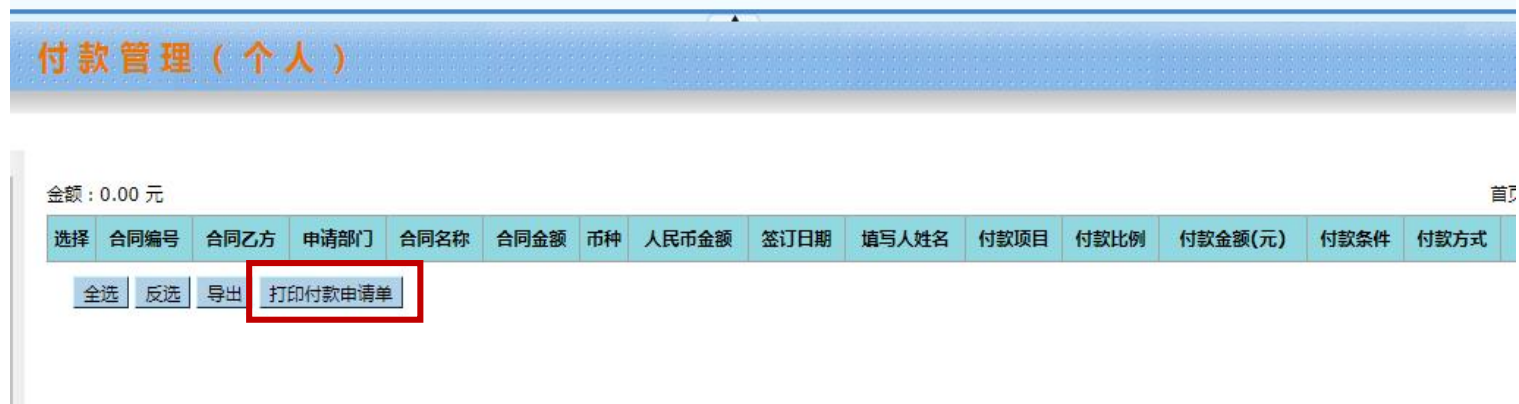 付款管理（个人）
金额：0.00 元
选择 合同编号 合同乙方 申请部门 合同名称 合同金额 币种 人民币金额 签订日期 填写人姓名 付款项目 付款比例 付款金额(元) 付款条件 付款方式
全选 反选 导出 打印付款申请单